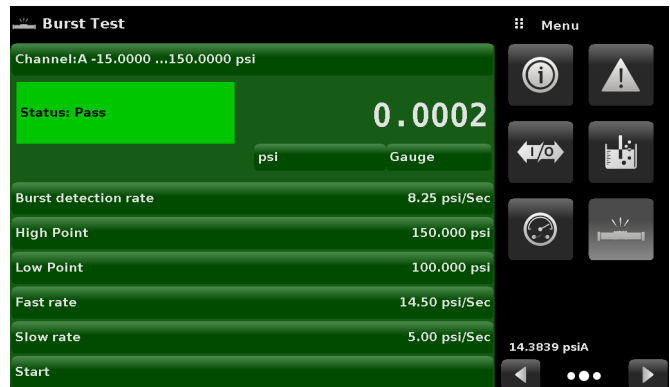 Burst Test
Menu
Channel:A -15.0000 ...150.0000 psi
Status: Pass
0.0002
psi
Gauge
I/O
Burst detection rate 8.25 psi/Sec
High Point 150.000 psi
Low Point 100.000 psi
Fast rate 14.50 psi/Sec
Slow rate 5.00 psi/Sec
14.3839 psiA
Start